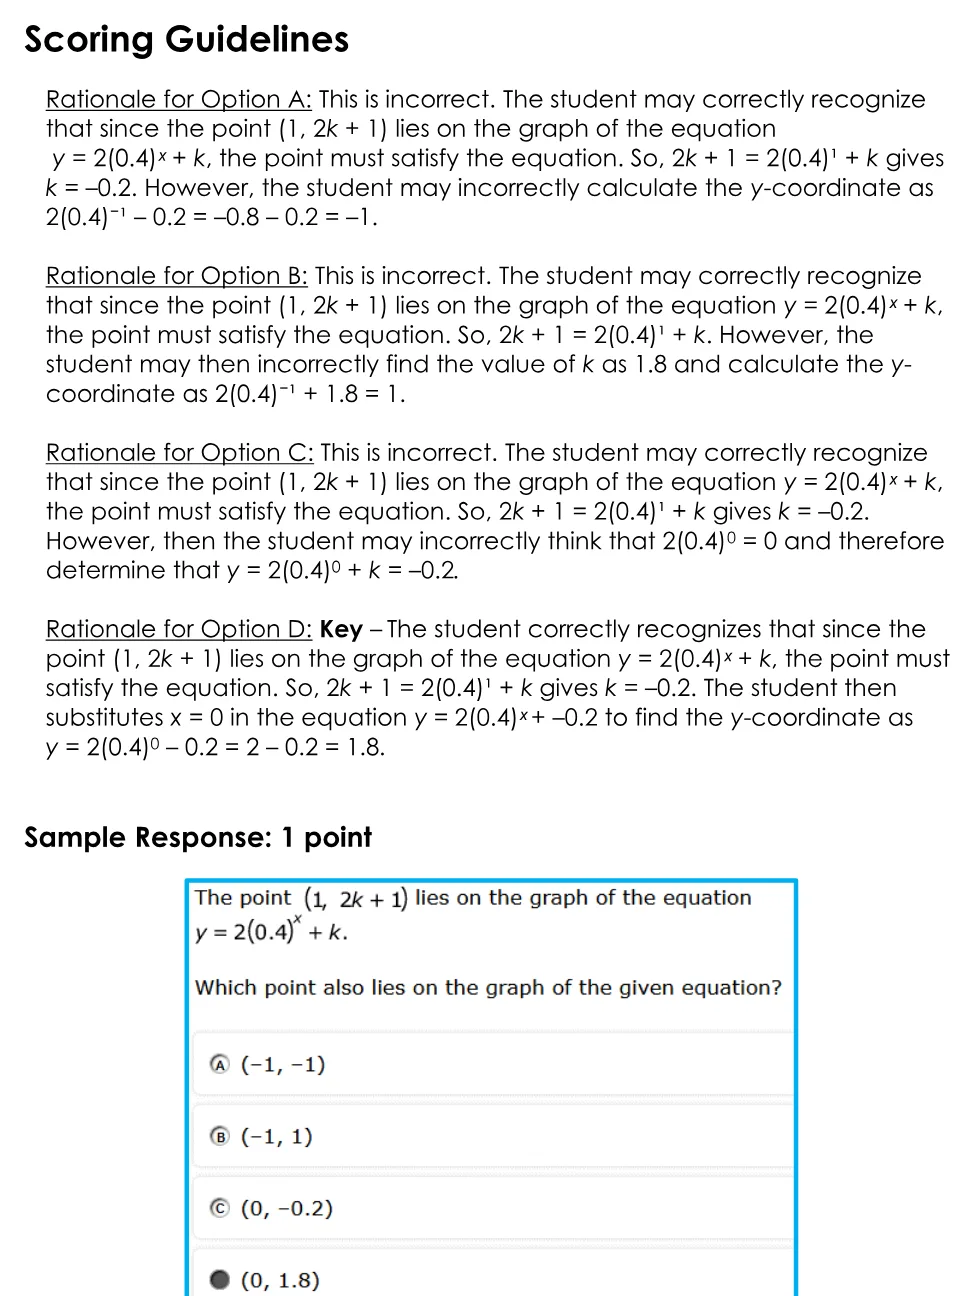 Scoring Guidelines
Rationale for Option A: This is incorrect. The student may correctly recognize
that since the point (1, 2k + 1) lies on the graph of the equation
y = 2(0.4)ˣ + k, the point must satisfy the equation. So, 2k + 1 = 2(0.4)¹ + k gives
k = –0.2. However, the student may incorrectly calculate the y-coordinate as
2(0.4)⁻¹ – 0.2 = –0.8 – 0.2 = –1.
Rationale for Option B: This is incorrect. The student may correctly recognize
that since the point (1, 2k + 1) lies on the graph of the equation y = 2(0.4)ˣ + k,
the point must satisfy the equation. So, 2k + 1 = 2(0.4)¹ + k. However, the
student may then incorrectly find the value of k as 1.8 and calculate the y-
coordinate as 2(0.4)⁻¹ + 1.8 = 1.
Rationale for Option C: This is incorrect. The student may correctly recognize
that since the point (1, 2k + 1) lies on the graph of the equation y = 2(0.4)ˣ + k,
the point must satisfy the equation. So, 2k + 1 = 2(0.4)¹ + k gives k = –0.2.
However, then the student may incorrectly think that 2(0.4)⁰ = 0 and therefore
determine that y = 2(0.4)⁰ + k = –0.2.
Rationale for Option D: Key – The student correctly recognizes that since the
point (1, 2k + 1) lies on the graph of the equation y = 2(0.4)ˣ + k, the point must
satisfy the equation. So, 2k + 1 = 2(0.4)¹ + k gives k = –0.2. The student then
substitutes x = 0 in the equation y = 2(0.4)ˣ + –0.2 to find the y-coordinate as
y = 2(0.4)⁰ – 0.2 = 2 – 0.2 = 1.8.
Sample Response: 1 point
The point (1, 2k + 1) lies on the graph of the equation
y = 2(0.4)ˣ + k.
Which point also lies on the graph of the given equation?
A (−1, −1)
B (−1, 1)
C (0, −0.2)
(0, 1.8)